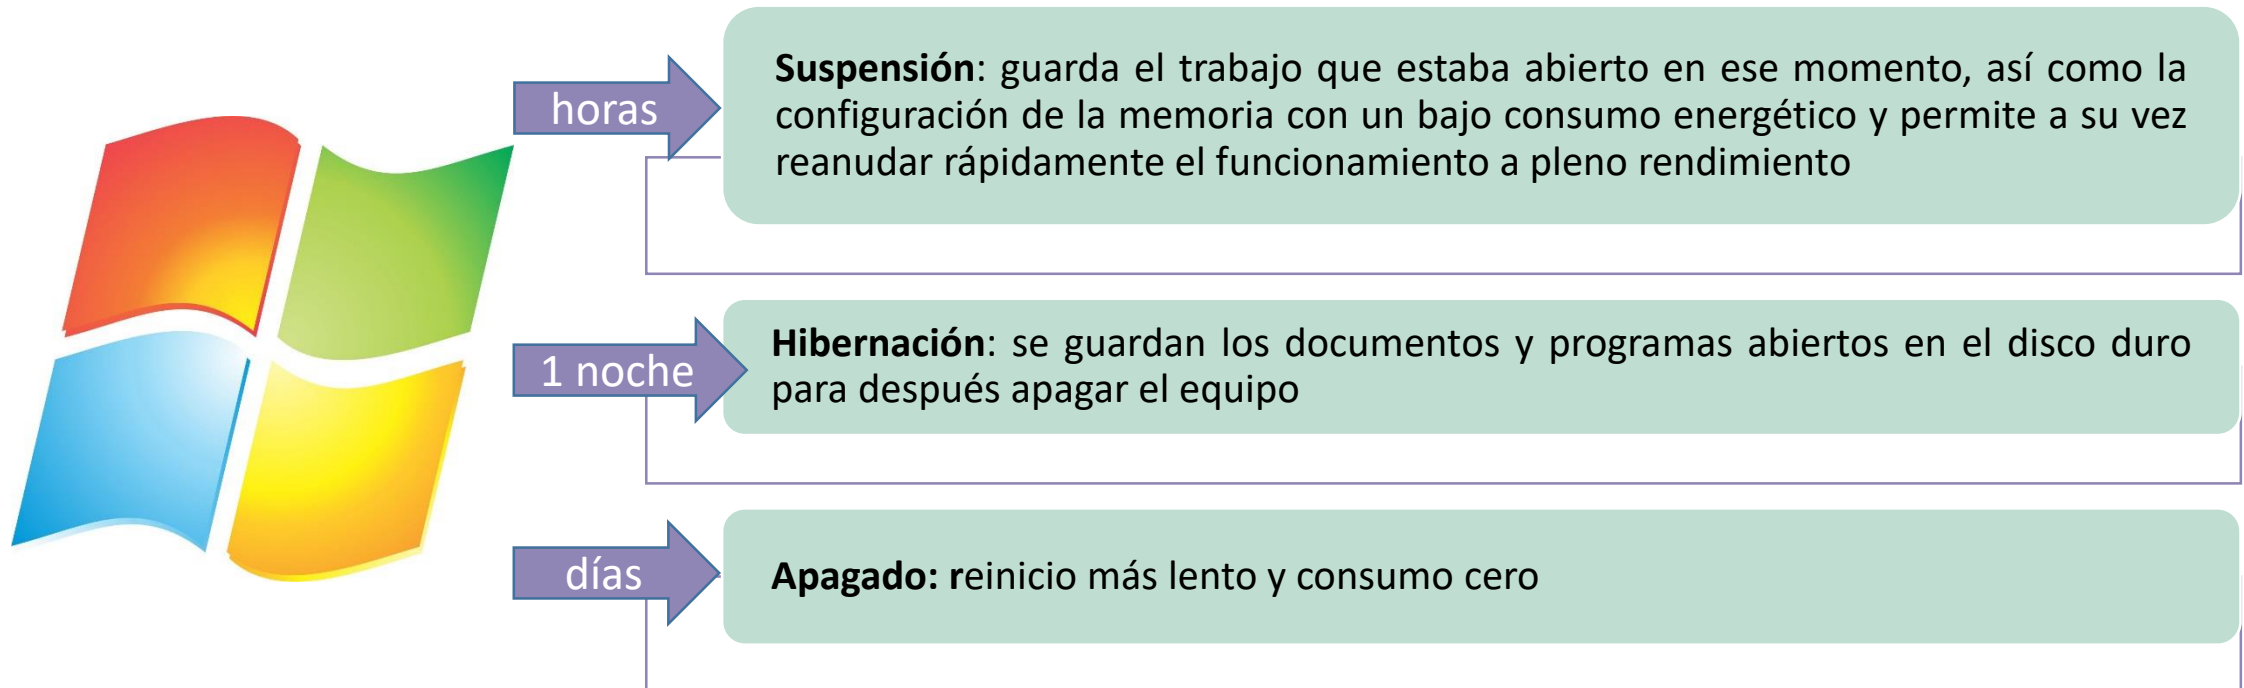 horas
Suspensión: guarda el trabajo que estaba abierto en ese momento, así como la
configuración de la memoria con un bajo consumo energético y permite a su vez
reanudar rápidamente el funcionamiento a pleno rendimiento
1 noche
Hibernación: se guardan los documentos y programas abiertos en el disco duro
para después apagar el equipo
días
Apagado: reinicio más lento y consumo cero